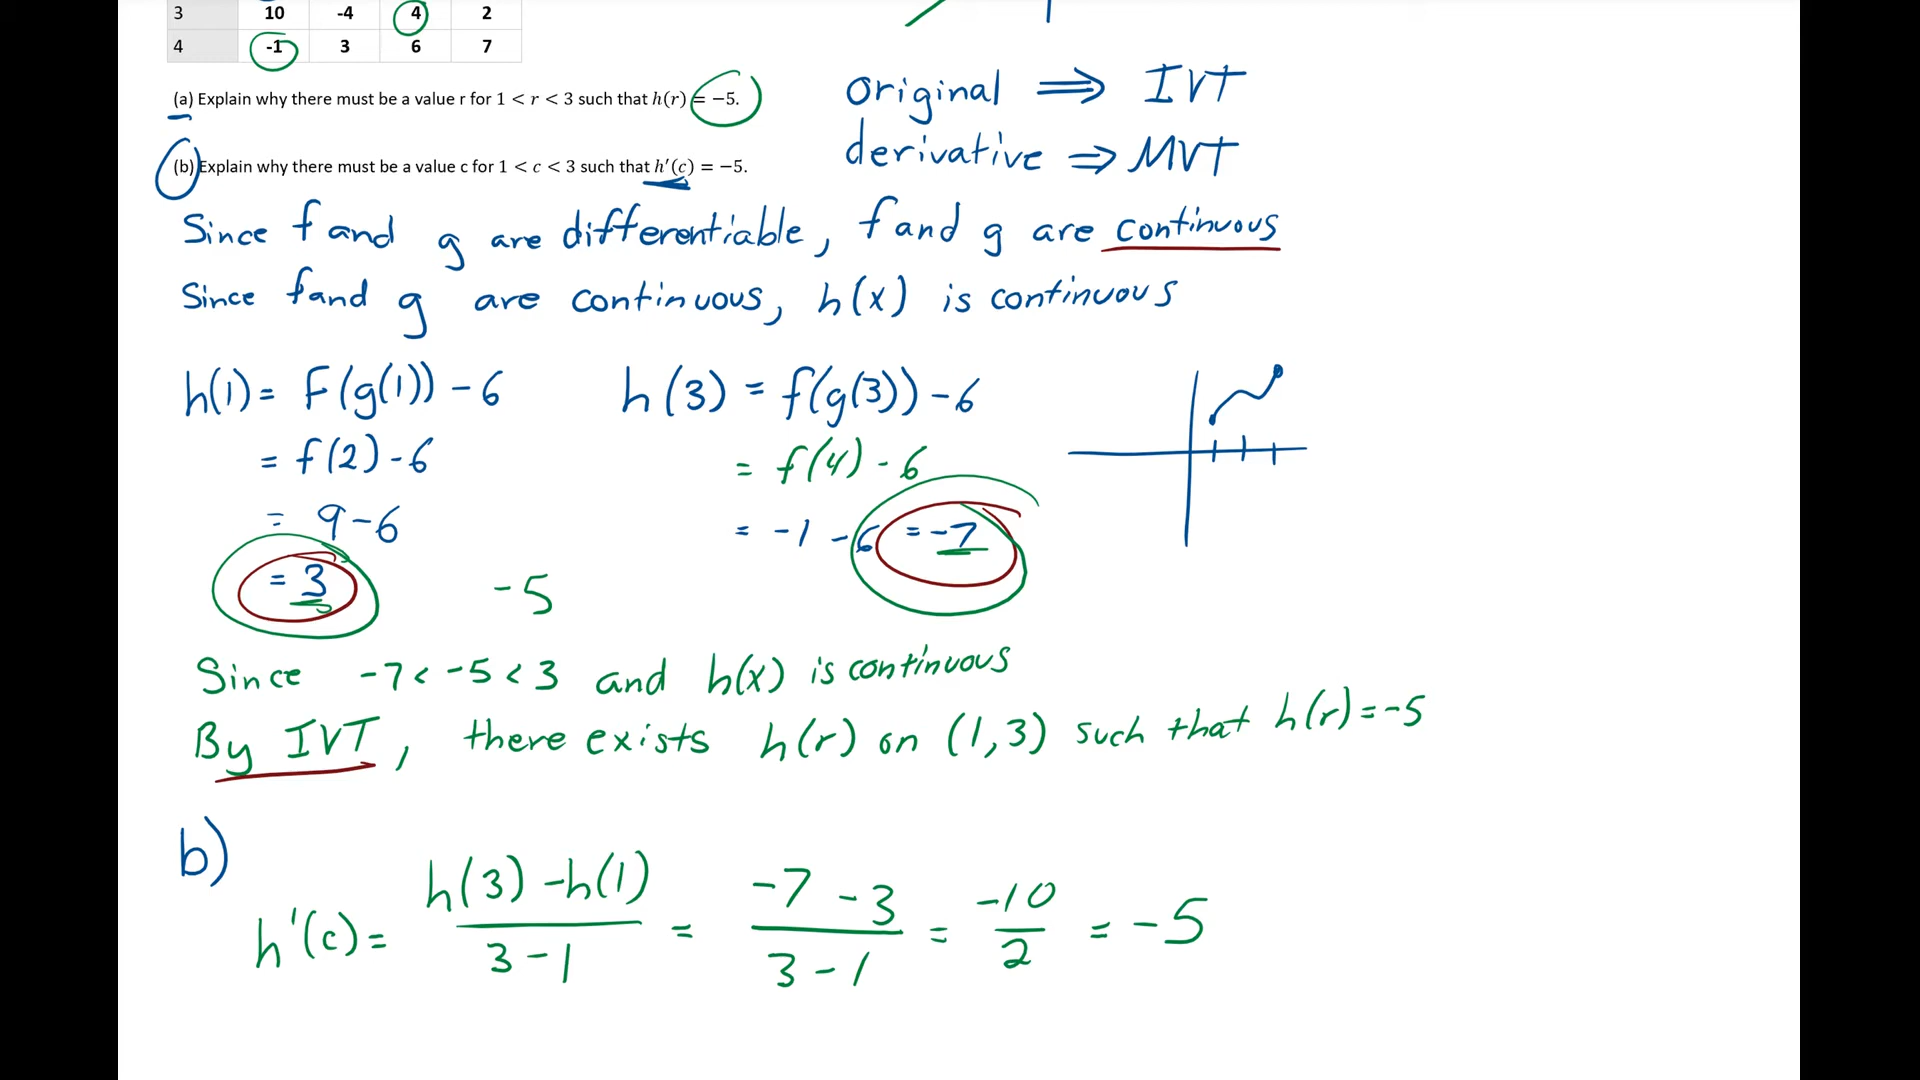 3 10 -4 4 2
4 -1 3 6 7
(a) Explain why there must be a value r for 1 < r < 3 such that h(r) = −5.
(b) Explain why there must be a value c for 1 < c < 3 such that h′(c) = −5.
original ⇒ IVT
derivative ⇒ MVT
Since f and g are differentiable, f and g are continuous
Since f and g are continuous, h(x) is continuous
h(1) = F(g(1)) - 6
= f(2) - 6
= 9 - 6
= 3
h(3) = f(g(3)) - 6
= f(4) - 6
= -1 - 6 = -7
-5
Since -7 < -5 < 3 and h(x) is continuous
By IVT, there exists h(r) on (1,3) such that h(r) = -5
b)
h'(c) = h(3) - h(1) / 3 - 1 = -7 - 3 / 3 - 1 = -10 / 2 = -5